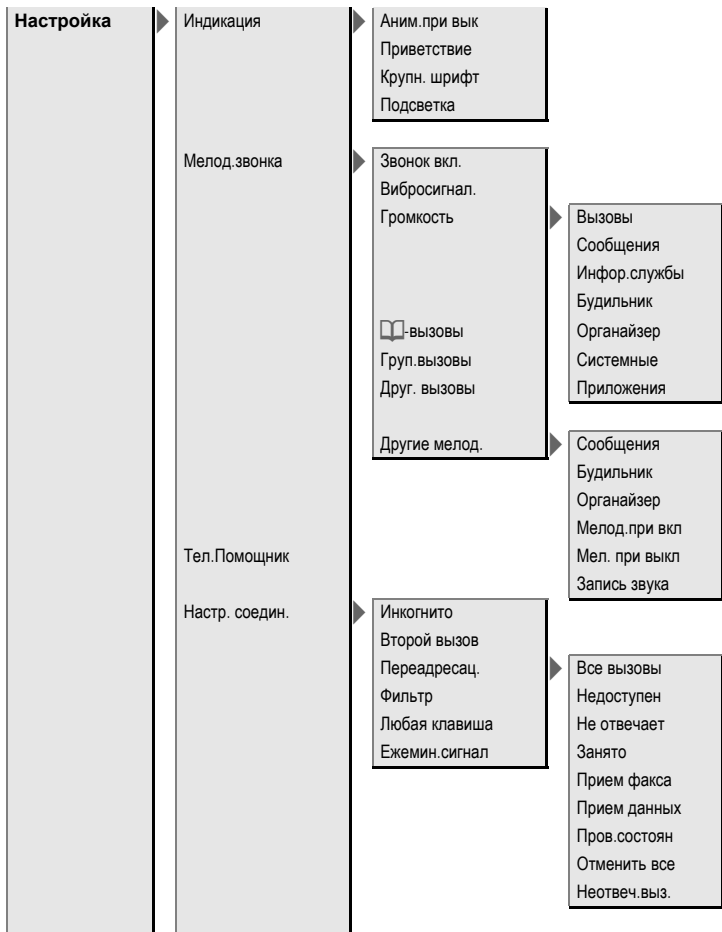 Настройка
Индикация
Аним.при вык
Приветствие
Крупн. шрифт
Подсветка
Мелод.звонка
Звонок вкл.
Вибросигнал.
Громкость
Вызовы
Сообщения
Инфор.службы
Будильник
Органайзер
Системные
Приложения
-вызовы
Груп.вызовы
Друг. вызовы
Другие мелод.
Сообщения
Будильник
Органайзер
Мелод.при вкл
Мел. при выкл
Запись звука
Тел.Помощник
Настр. соедин.
Инкогнито
Второй вызов
Переадресац.
Все вызовы
Недоступен
Не отвечает
Занято
Прием факса
Прием данных
Пров.состоян
Отменить все
Неотвеч.выз.
Фильтр
Любая клавиша
Ежемин.сигнал